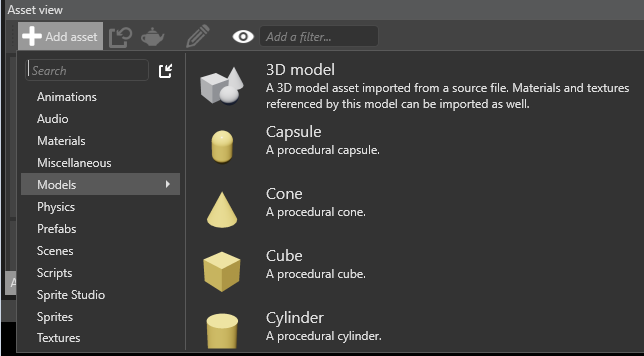 Asset view
Add asset
Add a filter...
Search
Animations
Audio
Materials
Miscellaneous
Models
Physics
Prefabs
Scenes
Scripts
Sprite Studio
Sprites
Textures
3D model
A 3D model asset imported from a source file. Materials and textures
referenced by this model can be imported as well.
Capsule
A procedural capsule.
Cone
A procedural cone.
Cube
A procedural cube.
Cylinder
A procedural cylinder.